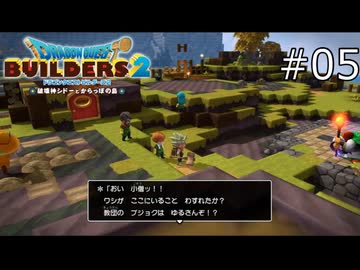 DRAGON QUEST
BUILDERS 2
ドラゴンクエストビルダーズ2
破壊神シドーとからっぽの島
#05
＊「おい 小僧ッ！！
ワシが ここにいること わすれたか？
教団の ブジョクは ゆるさんぞ！？